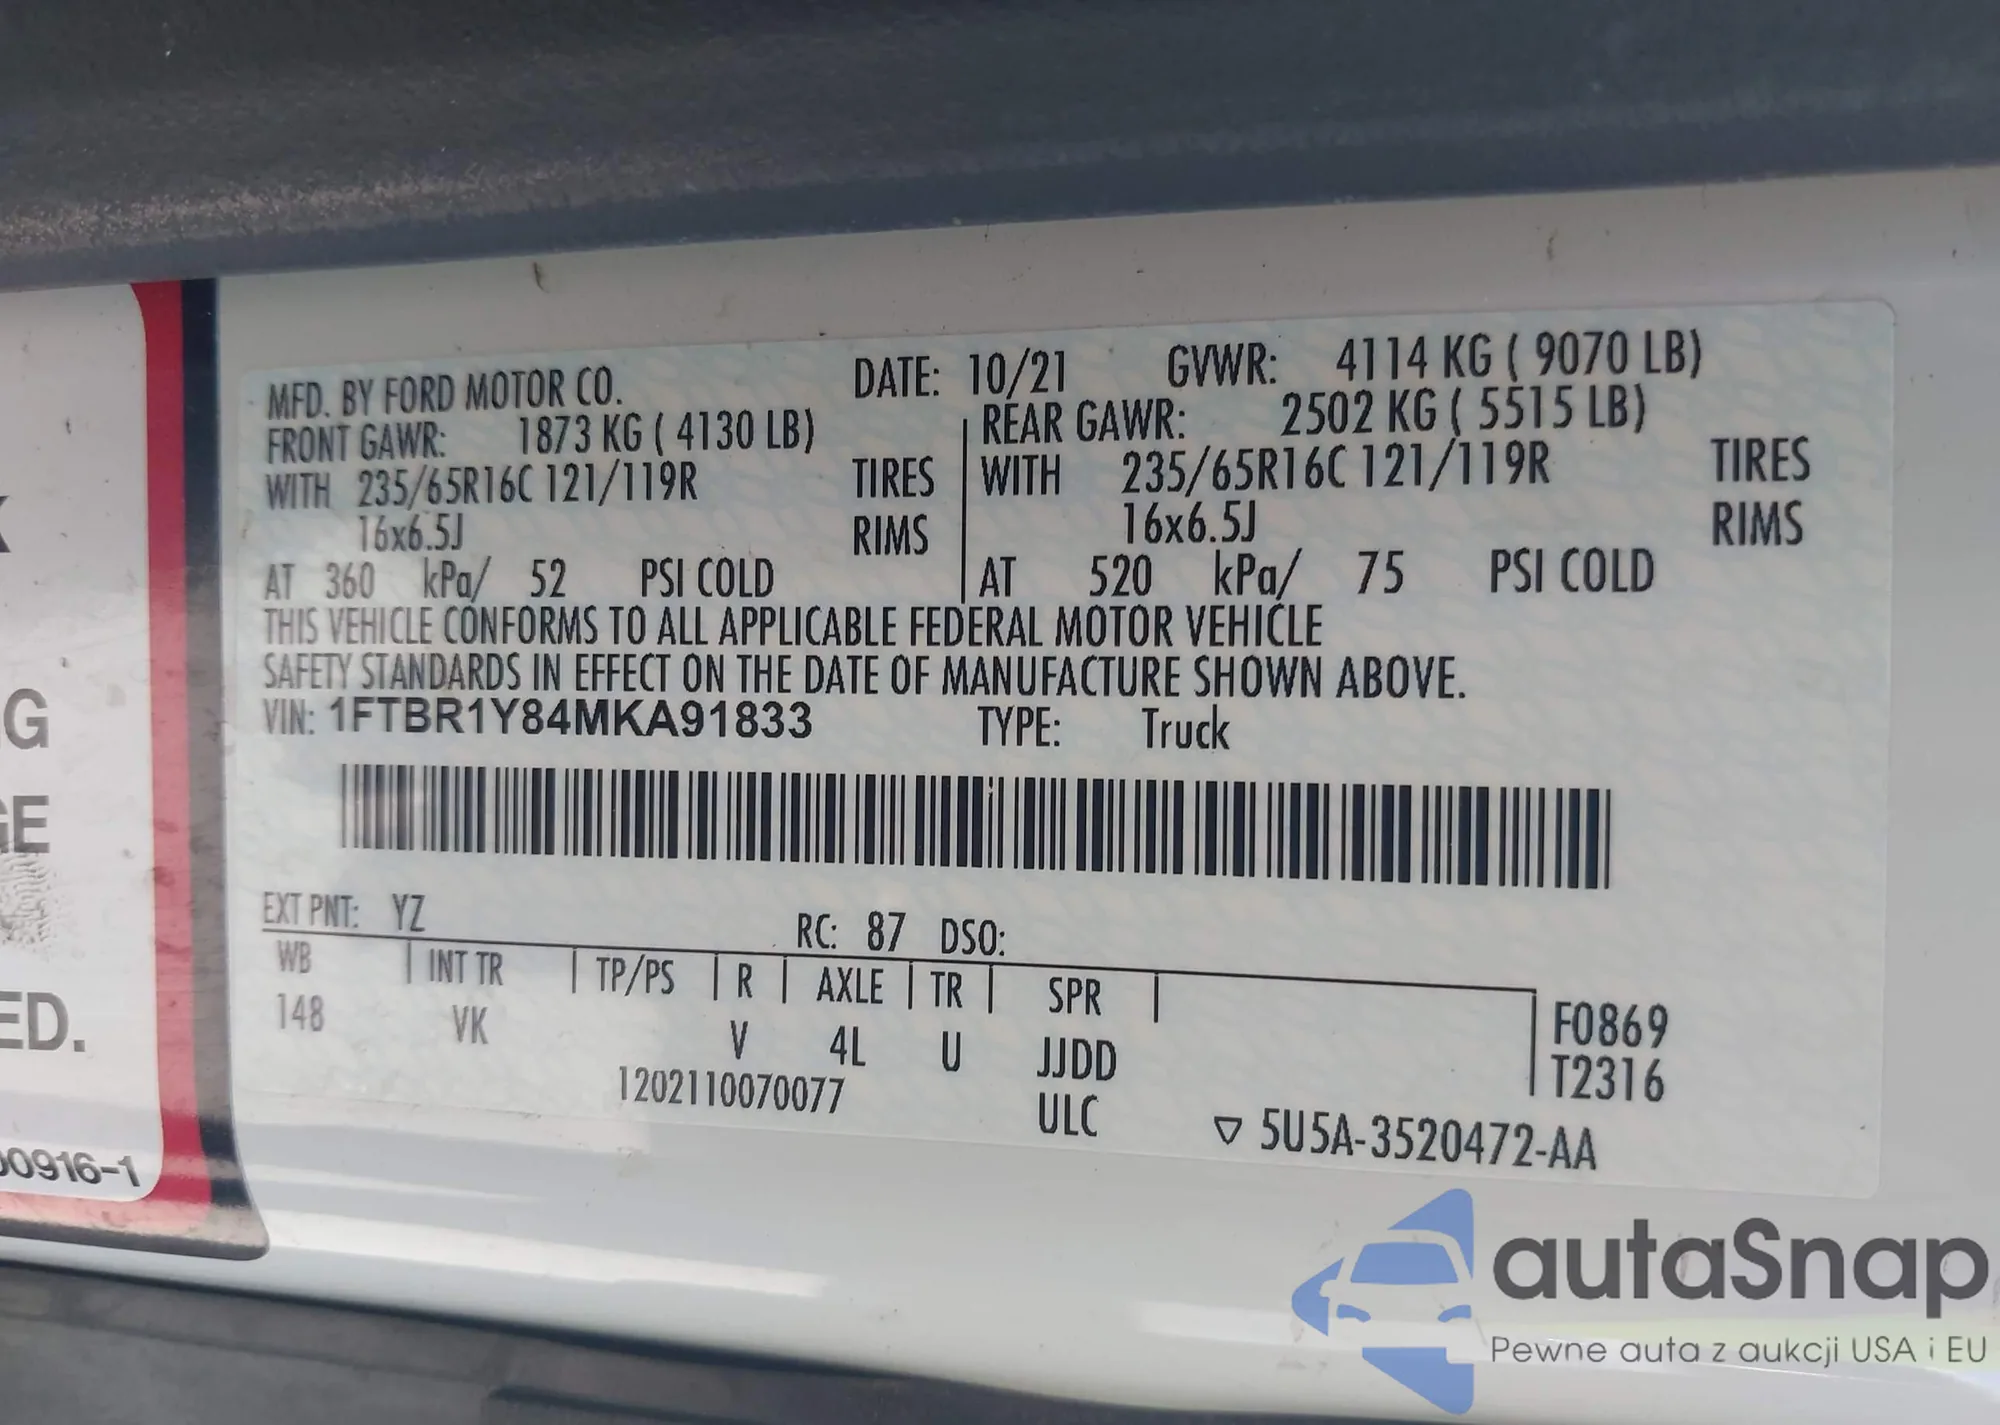 MFD. BY FORD MOTOR CO. DATE: 10/21 GVWR: 4114 KG ( 9070 LB)
FRONT GAWR: 1873 KG ( 4130 LB) REAR GAWR: 2502 KG ( 5515 LB)
WITH 235/65R16C 121/119R TIRES WITH 235/65R16C 121/119R TIRES
16x6.5J RIMS 16x6.5J RIMS
AT 360 kPa/ 52 PSI COLD AT 520 kPa/ 75 PSI COLD
THIS VEHICLE CONFORMS TO ALL APPLICABLE FEDERAL MOTOR VEHICLE
SAFETY STANDARDS IN EFFECT ON THE DATE OF MANUFACTURE SHOWN ABOVE.
VIN: 1FTBR1Y84MKA91833 TYPE: Truck
EXT PNT: YZ RC: 87 DSO:
WB INT TR TP/PS R AXLE TR SPR
148 VK V 4L U JJDD F0869
T2316
1202110070077 ULC 5U5A-3520472-AA
G
GE
ED.
00916-1
autaSnap
Pewne auta z aukcji USA i EU